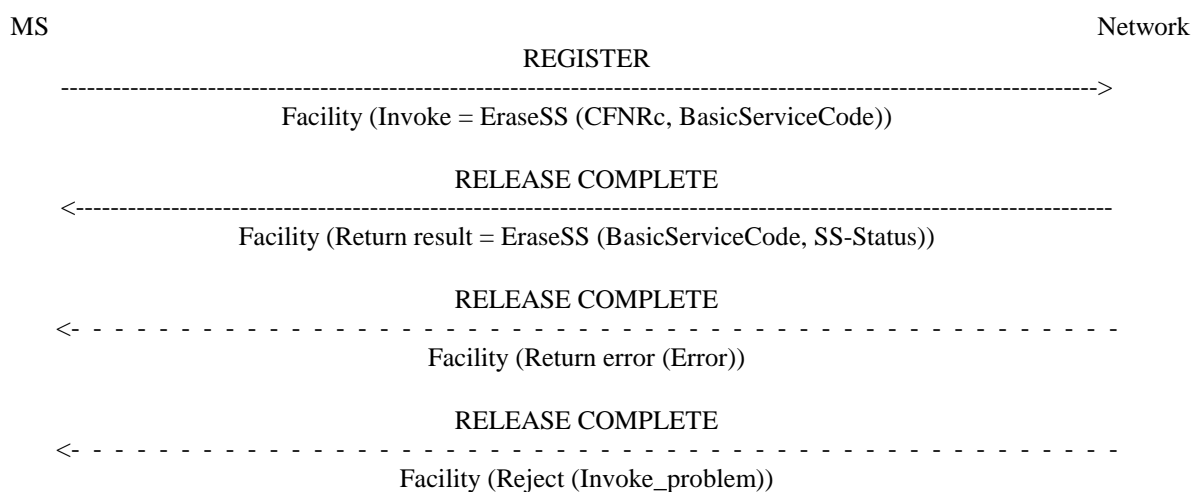 MS Network
REGISTER
------------------------------------------------------------------------------------------------------------------------>
Facility (Invoke = EraseSS (CFNRc, BasicServiceCode))
RELEASE COMPLETE
<------------------------------------------------------------------------------------------------------------------------
Facility (Return result = EraseSS (BasicServiceCode, SS-Status))
RELEASE COMPLETE
<- - - - - - - - - - - - - - - - - - - - - - - - - - - - - - - - - - - - - - - - - - - - - - - -
Facility (Return error (Error))
RELEASE COMPLETE
<- - - - - - - - - - - - - - - - - - - - - - - - - - - - - - - - - - - - - - - - - - - - - - - -
Facility (Reject (Invoke_problem))